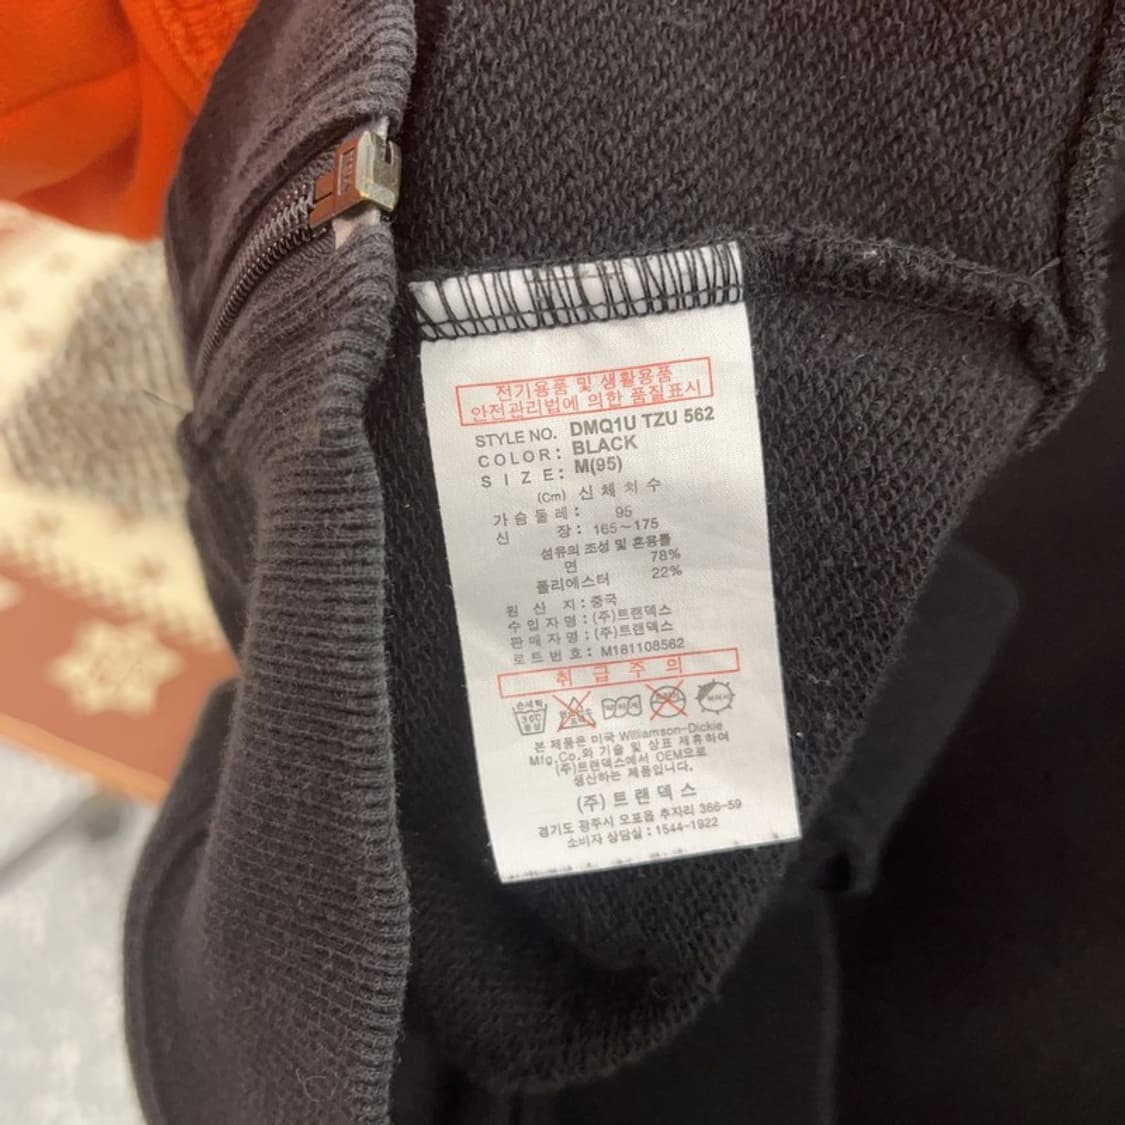 전기용품 및 생활용품
안전관리법에 의한 품질표시
STYLE NO. DMQ1U TZU 562
COLOR: BLACK
SIZE: M(95)
(Cm) 신체치수
가슴둘레: 95
신 장: 165~175
섬유의 조성 및 혼용률
면 78%
폴리에스터 22%
원산지: 중국
수입자명: (주)트랜덱스
판매자명: (주)트랜덱스
로트번호: M161108562
취급주의
손세탁
30℃
중성
본 제품은 미국 Williamson-Dickie
Mfg.Co.와 기술 및 상표 제휴하여
(주)트랜덱스에서 OEM으로
생산하는 제품입니다.
(주)트랜덱스
경기도 광주시 오포읍 추자리 366-59
소비자 상담실: 1544-1922